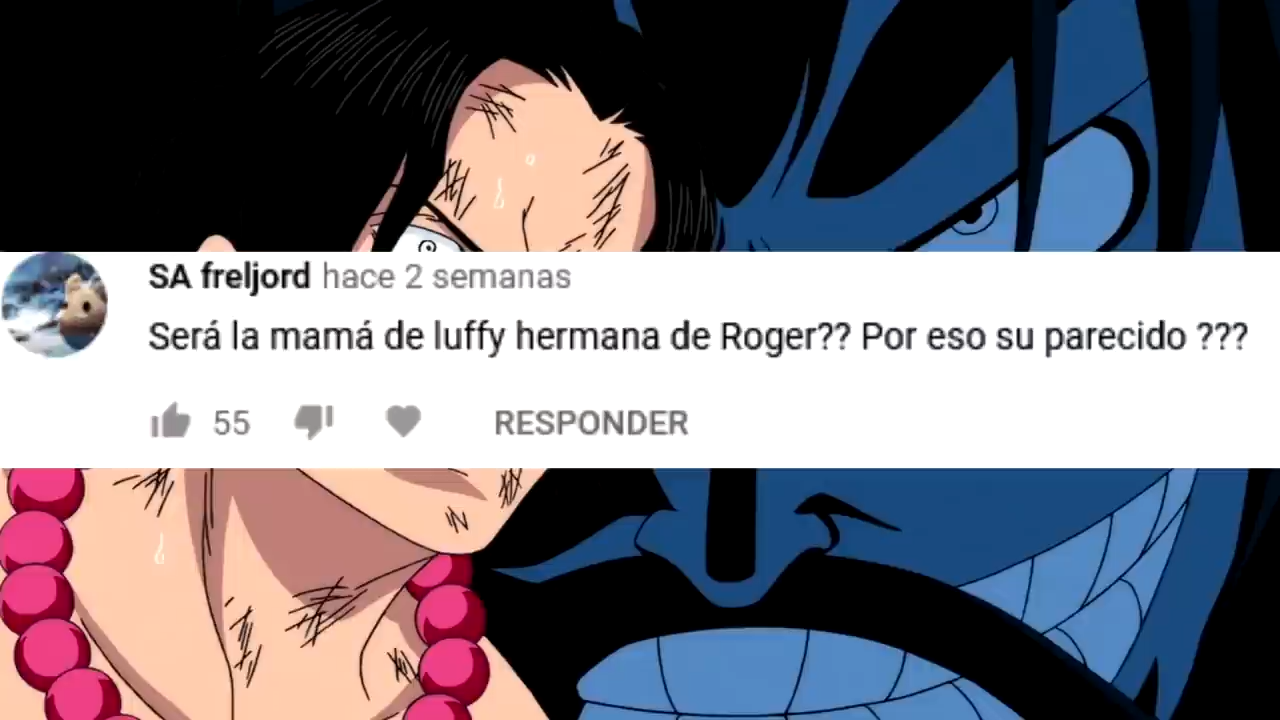 SA freljord hace 2 semanas
Será la mamá de luffy hermana de Roger?? Por eso su parecido ???
55 RESPONDER